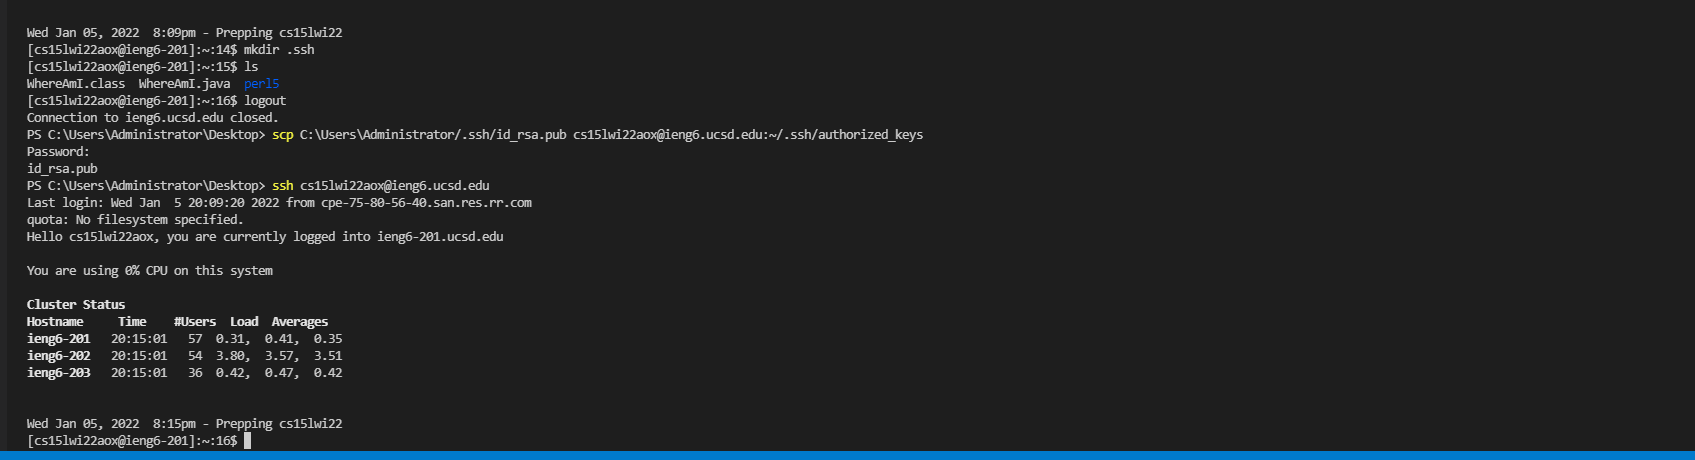 Wed Jan 05, 2022  8:09pm - Prepping cs15lwi22
[cs15lwi22aox@ieng6-201]:~:14$ mkdir .ssh
[cs15lwi22aox@ieng6-201]:~:15$ ls
WhereAmI.class  WhereAmI.java  perl5
[cs15lwi22aox@ieng6-201]:~:16$ logout
Connection to ieng6.ucsd.edu closed.
PS C:\Users\Administrator\Desktop> scp C:\Users\Administrator/.ssh/id_rsa.pub cs15lwi22aox@ieng6.ucsd.edu:~/.ssh/authorized_keys
Password:
id_rsa.pub
PS C:\Users\Administrator\Desktop> ssh cs15lwi22aox@ieng6.ucsd.edu
Last login: Wed Jan  5 20:09:20 2022 from cpe-75-80-56-40.san.res.rr.com
quota: No filesystem specified.
Hello cs15lwi22aox, you are currently logged into ieng6-201.ucsd.edu
You are using 0% CPU on this system
Cluster Status
Hostname     Time    #Users  Load  Averages
ieng6-201   20:15:01   57  0.31,  0.41,  0.35
ieng6-202   20:15:01   54  3.80,  3.57,  3.51
ieng6-203   20:15:01   36  0.42,  0.47,  0.42
Wed Jan 05, 2022  8:15pm - Prepping cs15lwi22
[cs15lwi22aox@ieng6-201]:~:16$